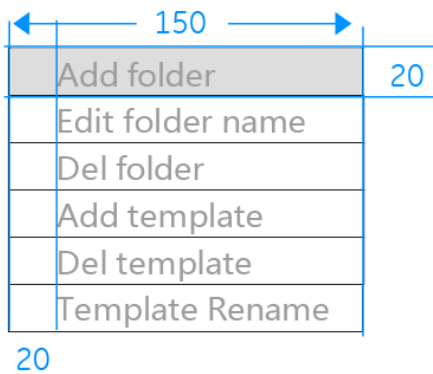 150
Add folder
20
Edit folder name
Del folder
Add template
Del template
Template Rename
20